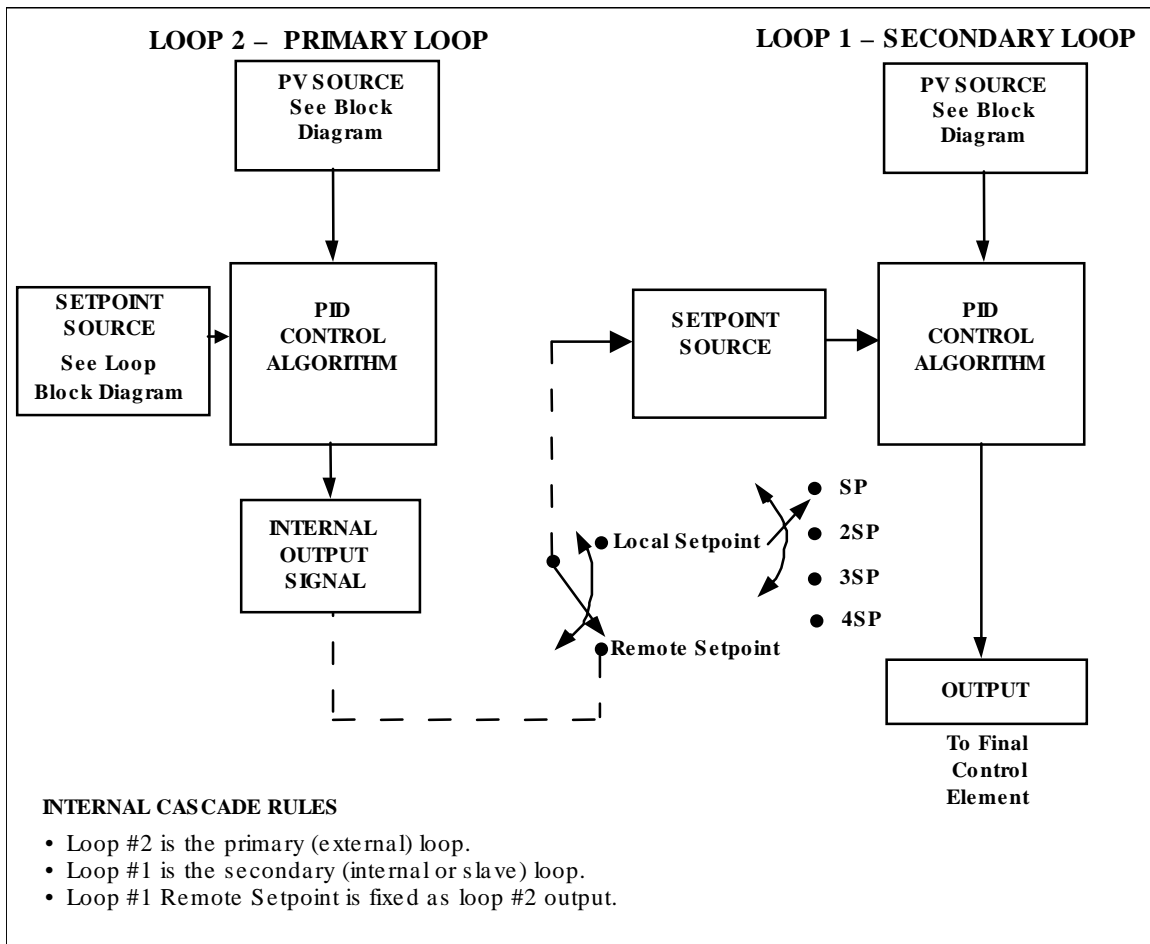 LOOP 2 – PRIMARY LOOP
PV SOURCE
See Block
Diagram
SETPOINT
SOURCE
See Loop
Block Diagram
PID
CONTROL
ALGORITHM
INTERNAL
OUTPUT
SIGNAL
LOOP 1 – SECONDARY LOOP
PV SOURCE
See Block
Diagram
SETPOINT
SOURCE
PID
CONTROL
ALGORITHM
Local Setpoint
Remote Setpoint
SP
2SP
3SP
4SP
OUTPUT
To Final
Control
Element
INTERNAL CASCADE RULES
• Loop #2 is the primary (external) loop.
• Loop #1 is the secondary (internal or slave) loop.
• Loop #1 Remote Setpoint is fixed as loop #2 output.